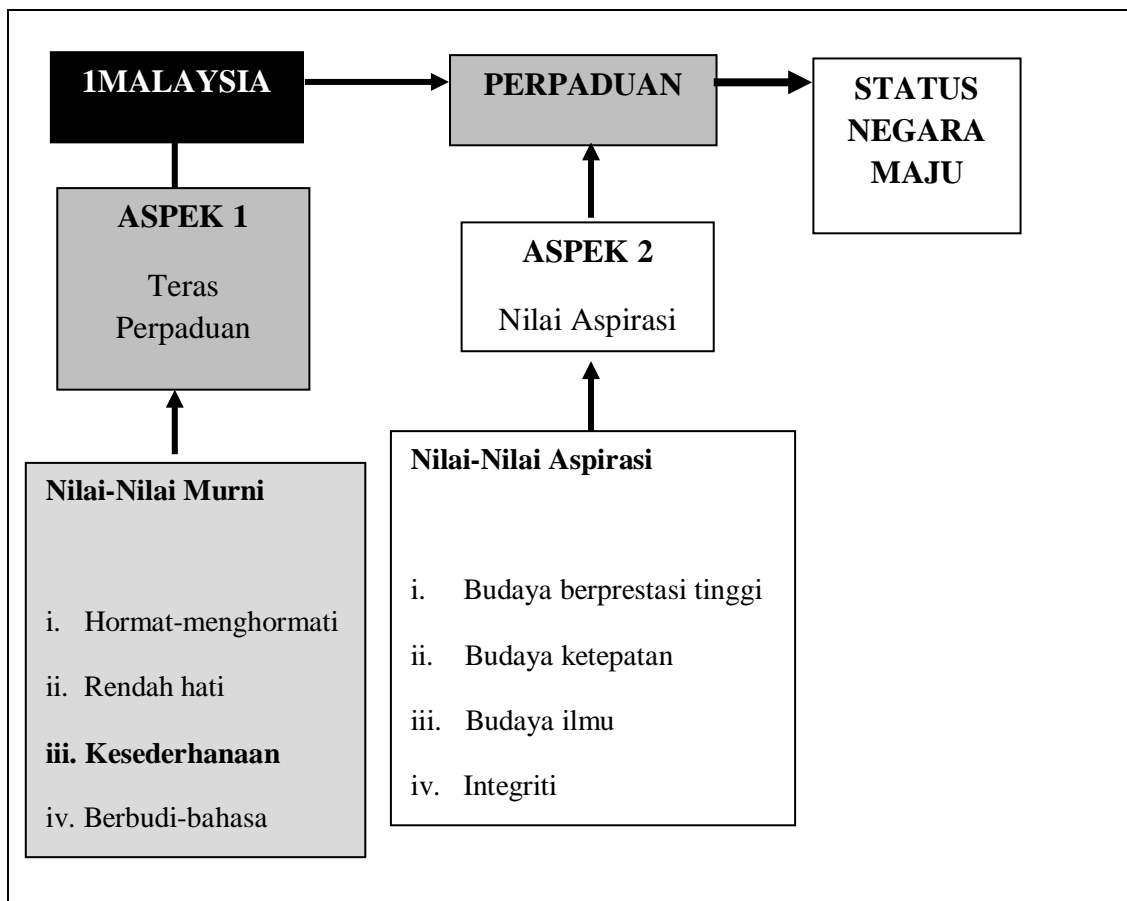 1MALAYSIA
PERPADUAN
STATUS
NEGARA
MAJU
ASPEK 1
Teras
Perpaduan
ASPEK 2
Nilai Aspirasi
Nilai-Nilai Murni
i. Hormat-menghormati
ii. Rendah hati
iii. Kesederhanaan
iv. Berbudi-bahasa
Nilai-Nilai Aspirasi
i. Budaya berprestasi tinggi
ii. Budaya ketepatan
iii. Budaya ilmu
iv. Integriti